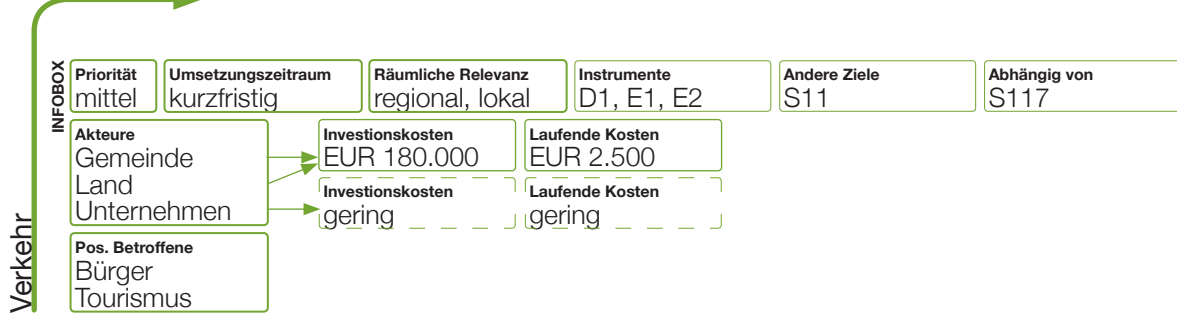 INFOBOX
Priorität
mittel
Umsetzungszeitraum
kurzfristig
Räumliche Relevanz
regional, lokal
Instrumente
D1, E1, E2
Andere Ziele
S11
Abhängig von
S117
Akteure
Gemeinde
Land
Unternehmen
Investionskosten
EUR 180.000
Laufende Kosten
EUR 2.500
Investionskosten
gering
Laufende Kosten
gering
Pos. Betroffene
Bürger
Tourismus
Verkehr